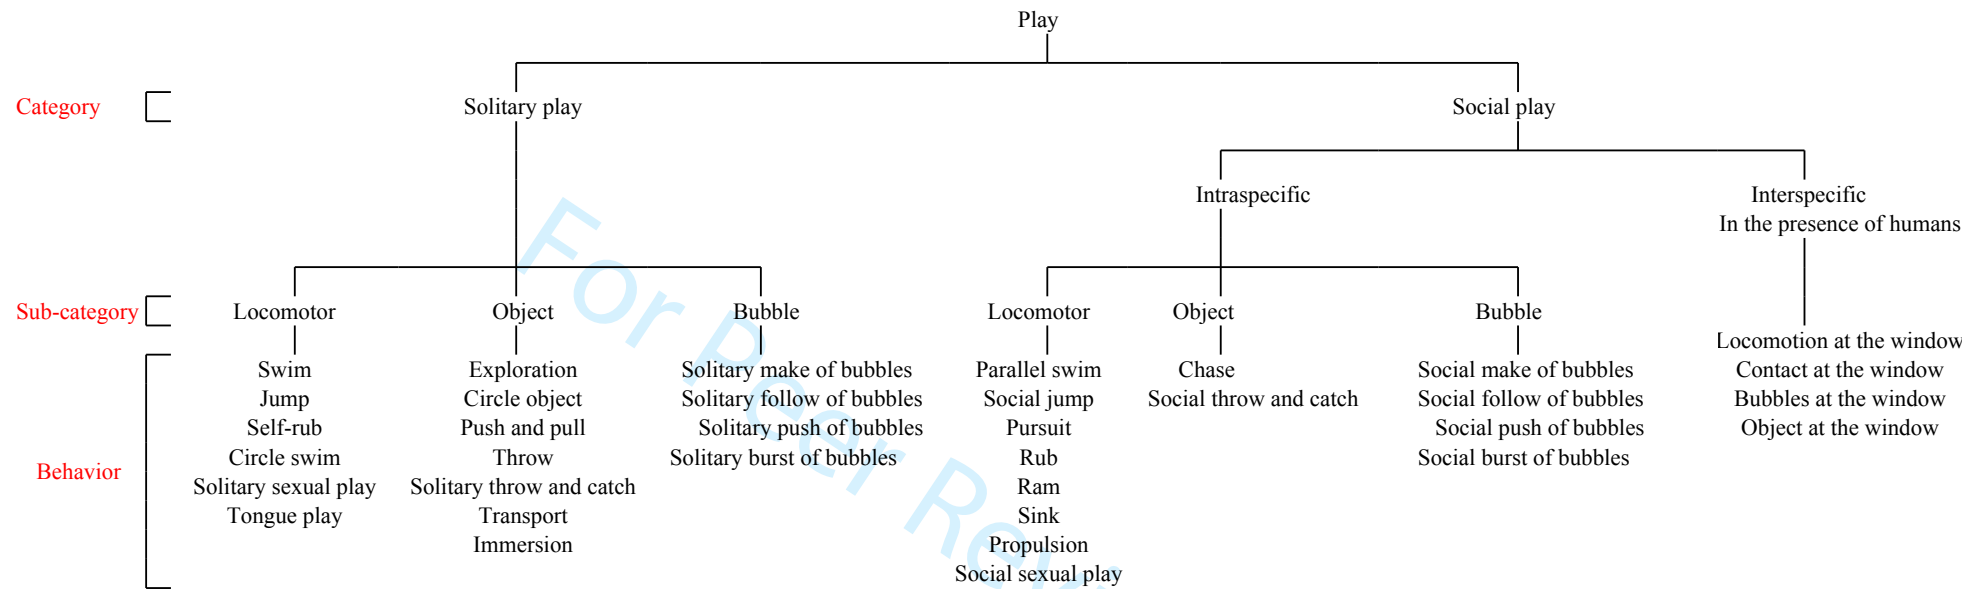 Play
Category
Solitary play
Social play
Intraspecific
Interspecific
In the presence of humans
Sub-category
Locomotor
Object
Bubble
Locomotor
Object
Bubble
Behavior
Swim
Jump
Self-rub
Circle swim
Solitary sexual play
Tongue play
Exploration
Circle object
Push and pull
Throw
Solitary throw and catch
Transport
Immersion
Solitary make of bubbles
Solitary follow of bubbles
Solitary push of bubbles
Solitary burst of bubbles
Parallel swim
Social jump
Pursuit
Rub
Ram
Sink
Propulsion
Social sexual play
Chase
Social throw and catch
Social make of bubbles
Social follow of bubbles
Social push of bubbles
Social burst of bubbles
Locomotion at the window
Contact at the window
Bubbles at the window
Object at the window
For Peer Revi